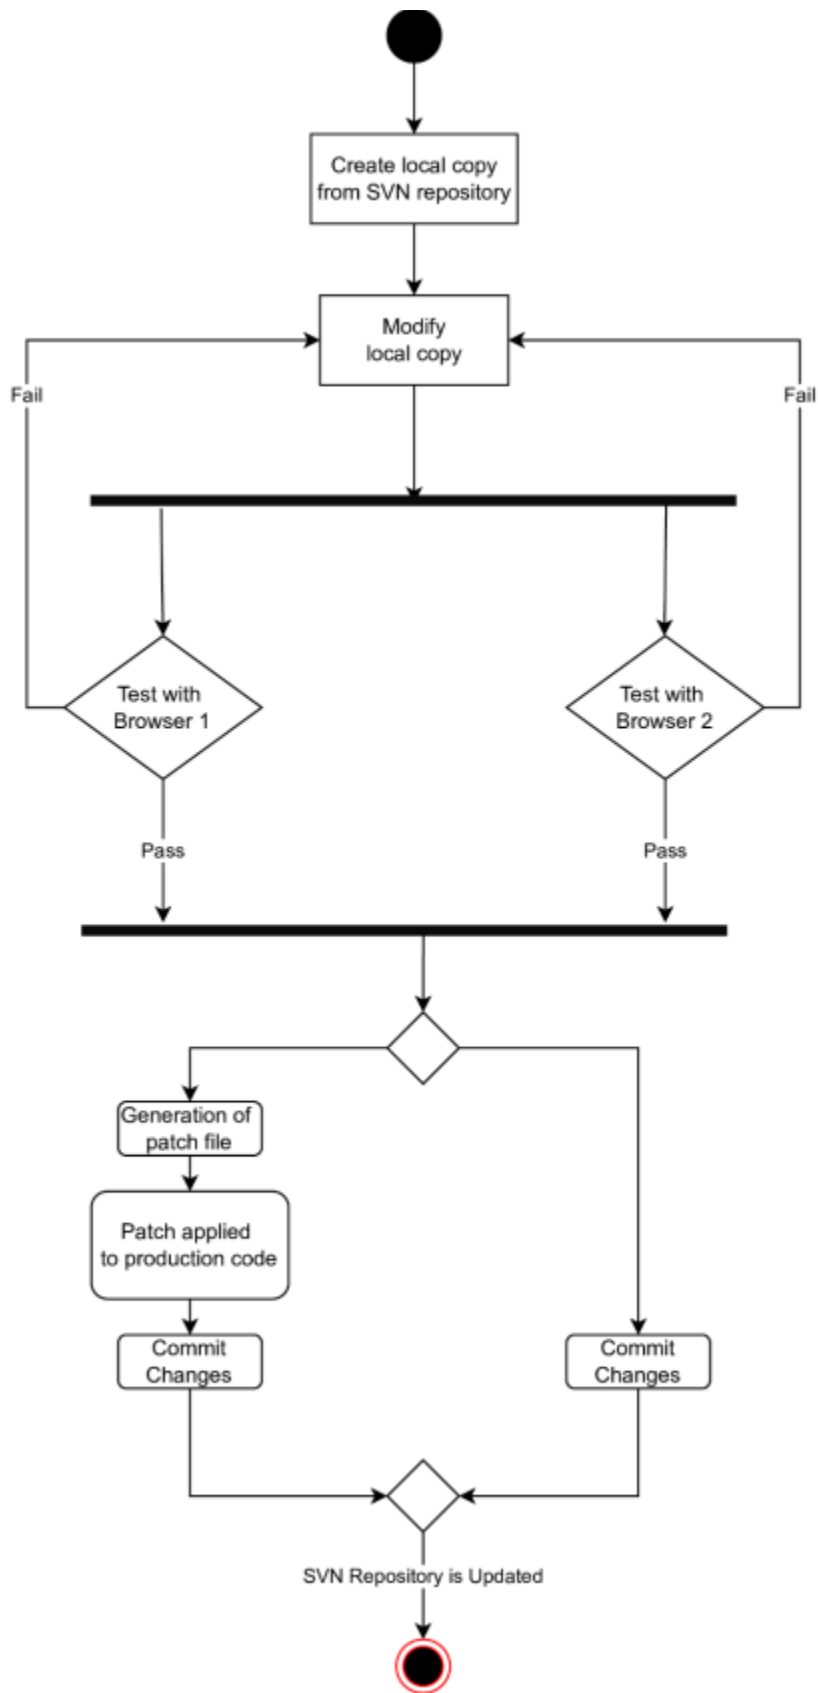 Create local copy
from SVN repository
Modify
local copy
Fail
Fail
Test with
Browser 1
Test with
Browser 2
Pass
Pass
Generation of
patch file
Patch applied
to production code
Commit
Changes
Commit
Changes
SVN Repository is Updated